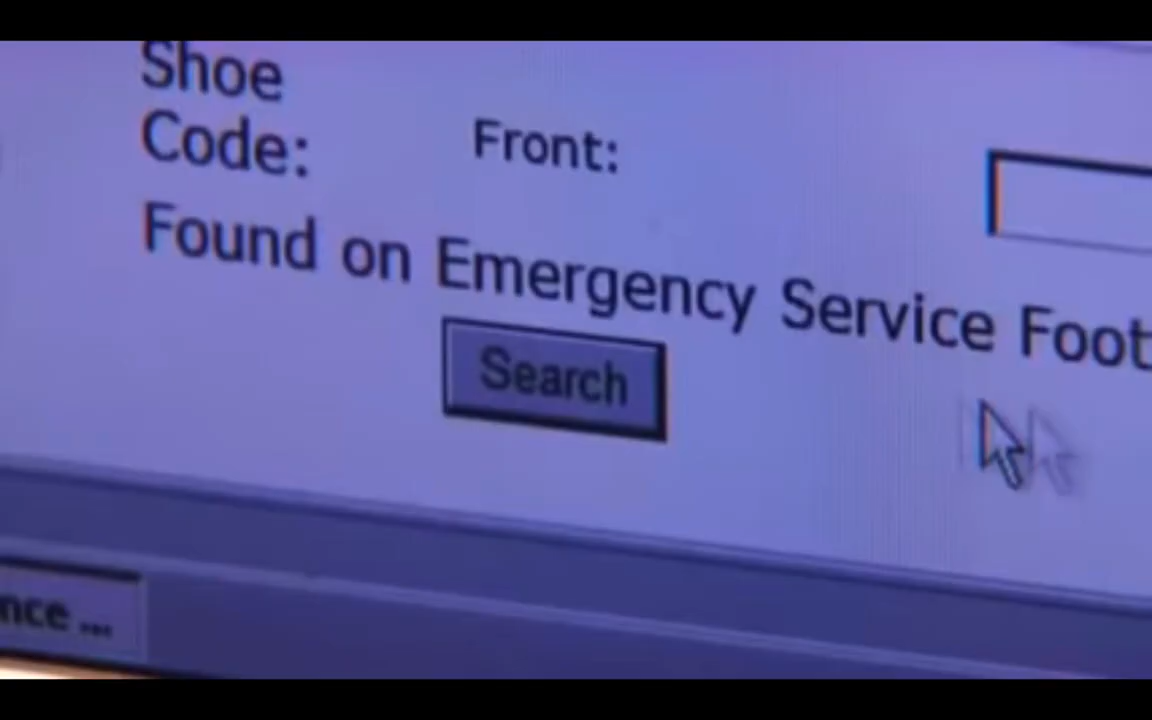 Shoe
Code:
Front:
Found on Emergency Service Foot
Search
nce ...